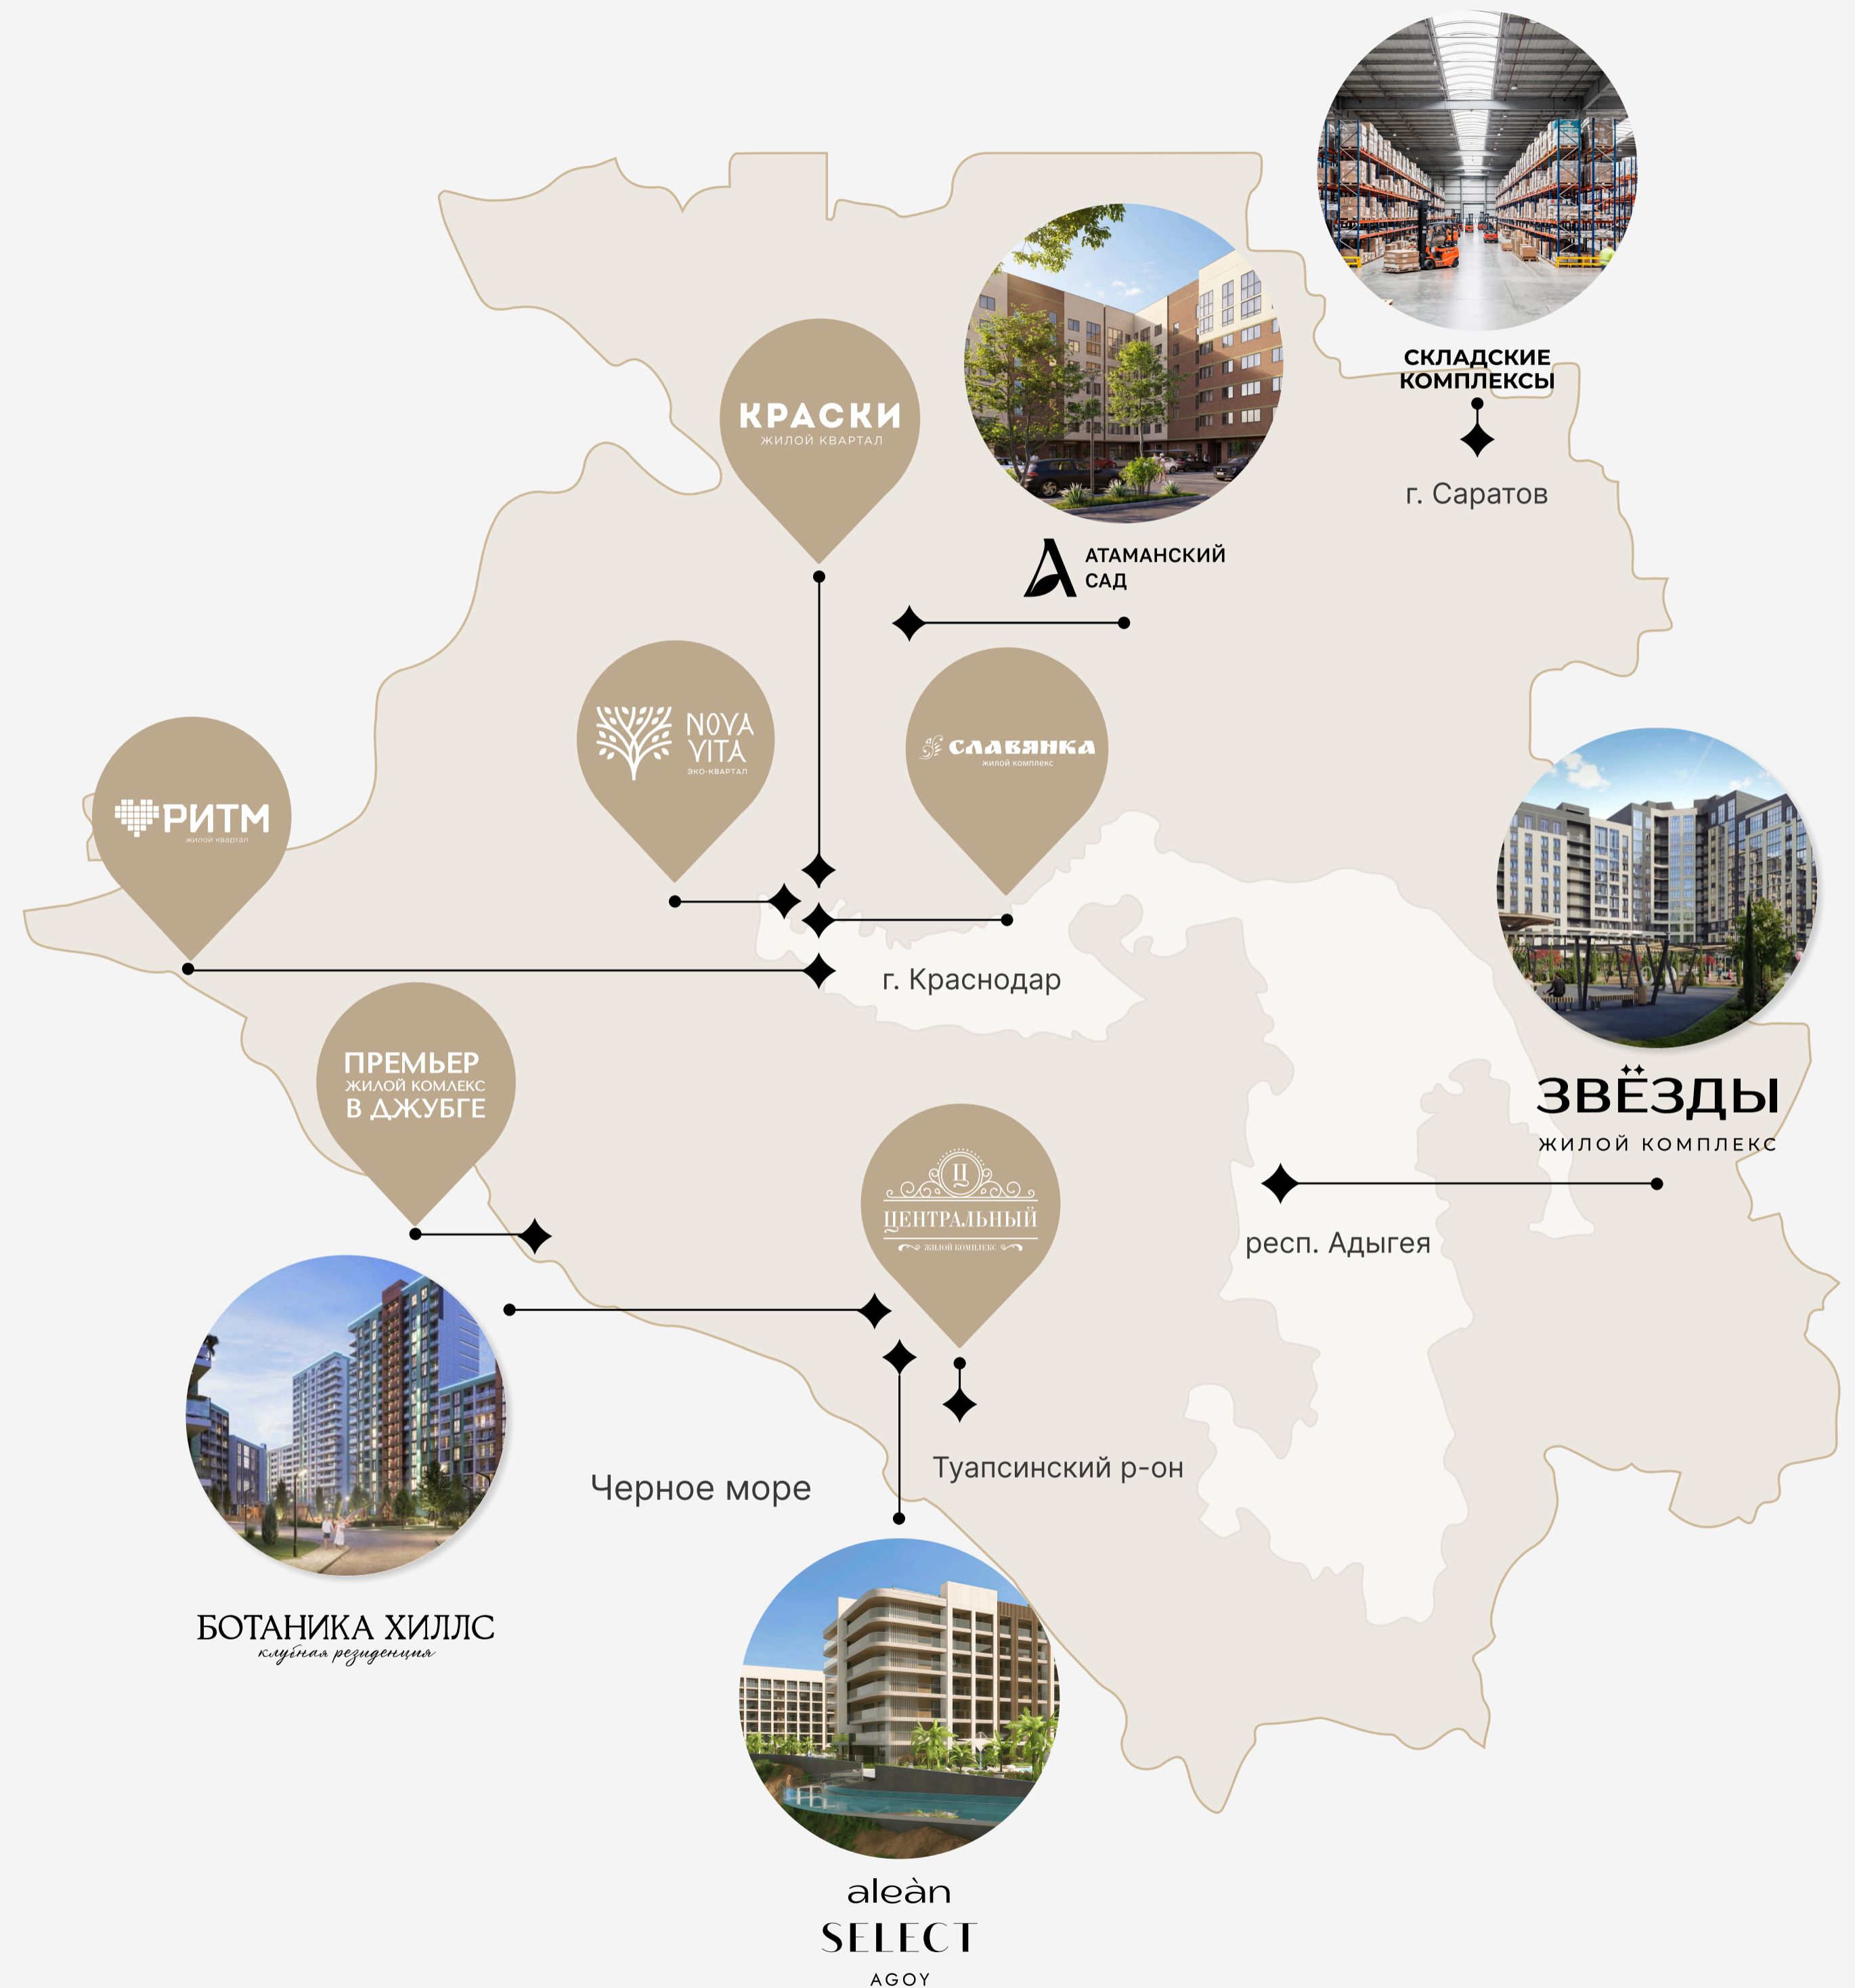 СКЛАДСКИЕ
КОМПЛЕКСЫ
г. Саратов
КРАСКИ
ЖИЛОЙ КВАРТАЛ
АТАМАНСКИЙ
САД
NOVA
VITA
ЭКО-КВАРТАЛ
СЛАВЯНКА
жилой комплекс
РИТМ
жилой квартал
г. Краснодар
ПРЕМЬЕР
ЖИЛОЙ КОМЛЕКС
В ДЖУБГЕ
ЗВЁЗДЫ
ЖИЛОЙ КОМПЛЕКС
Ц
ЦЕНТРАЛЬНЫЙ
ЖИЛОЙ КОМПЛЕКС
респ. Адыгея
Туапсинский р-он
Черное море
БОТАНИКА ХИЛЛС
клубная резиденция
aleàn
SELECT
AGOY